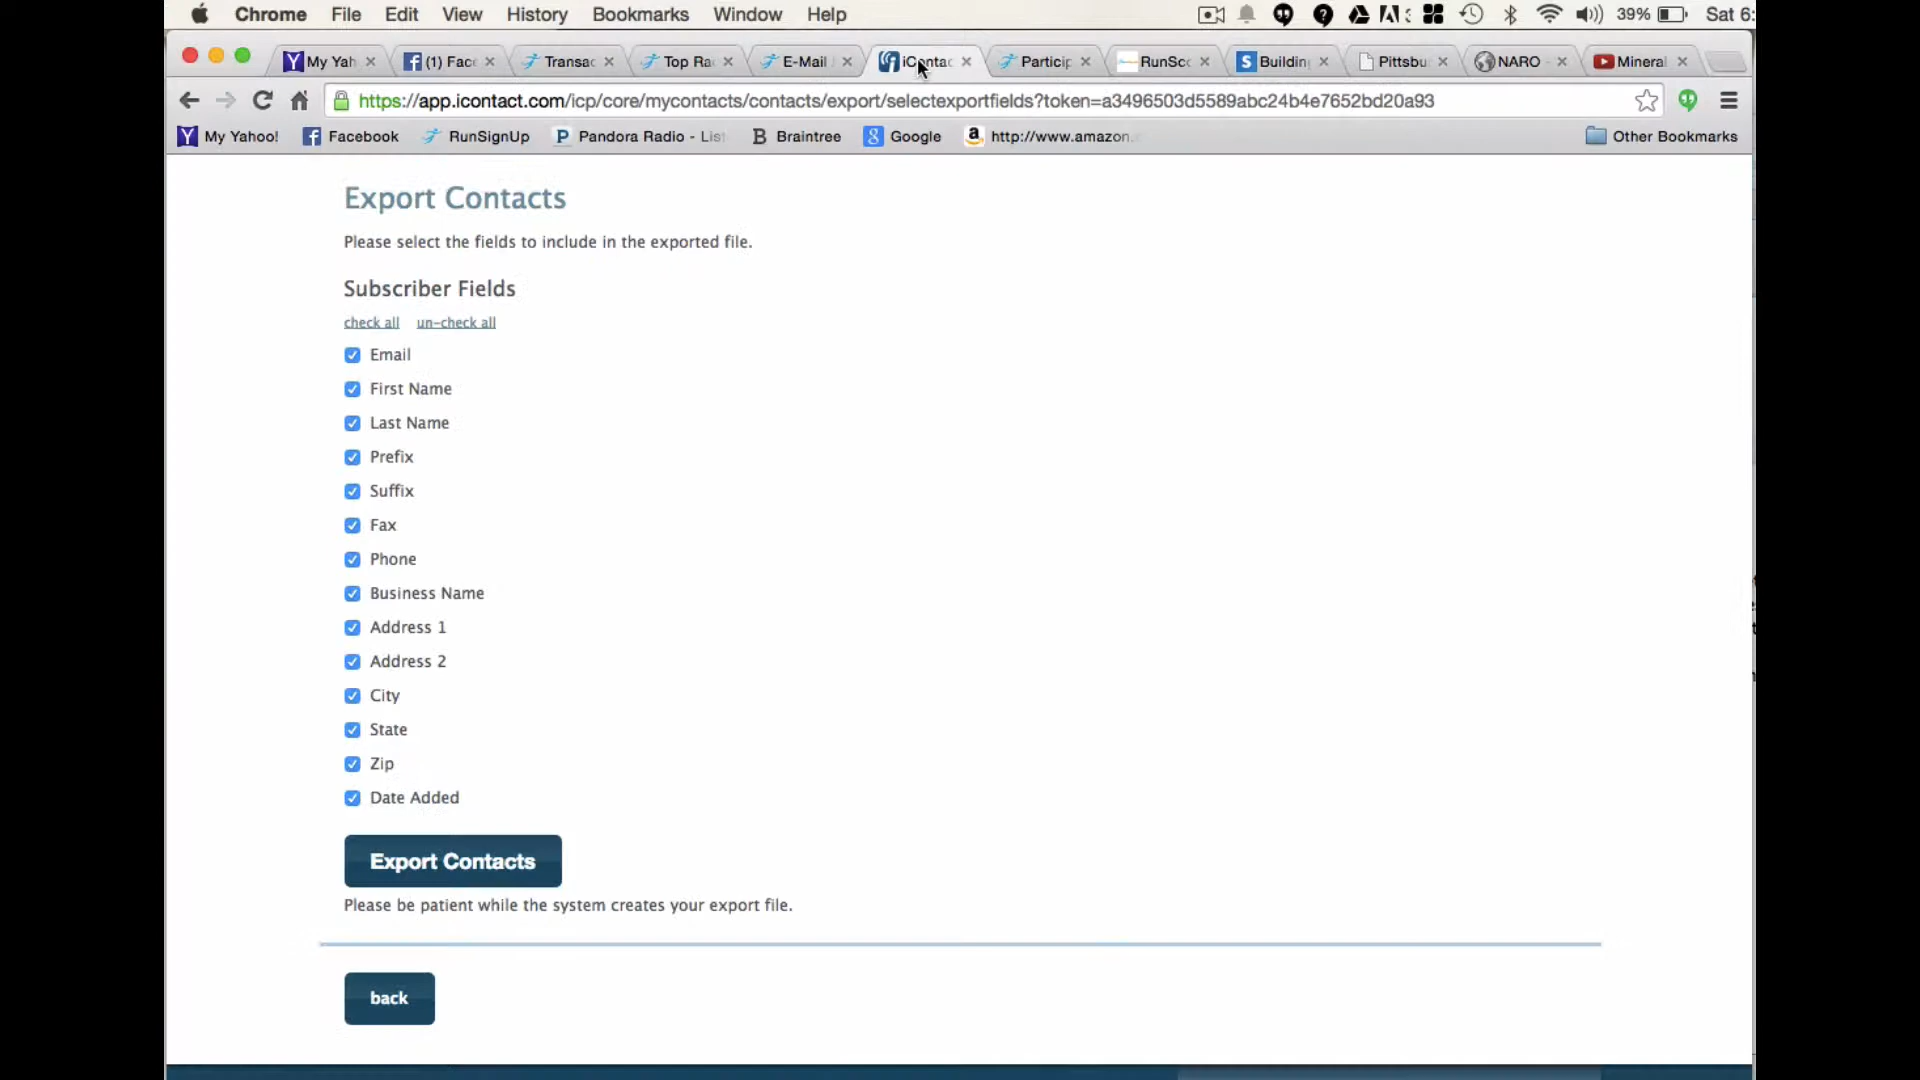 Chrome File Edit View History Bookmarks Window Help 39% Sat 6:
My Yah (1) Face Transac Top Ra E-Mail iContac Particip RunSco Building Pittsbu NARO Mineral
https://app.icontact.com/icp/core/mycontacts/contacts/export/selectexportfields?token=a3496503d5589abc24b4e7652bd20a93
My Yahoo! Facebook RunSignUp Pandora Radio - List Braintree Google http://www.amazon.
Other Bookmarks
Export Contacts
Please select the fields to include in the exported file.
Subscriber Fields
check all un-check all
Email
First Name
Last Name
Prefix
Suffix
Fax
Phone
Business Name
Address 1
Address 2
City
State
Zip
Date Added
Export Contacts
Please be patient while the system creates your export file.
back